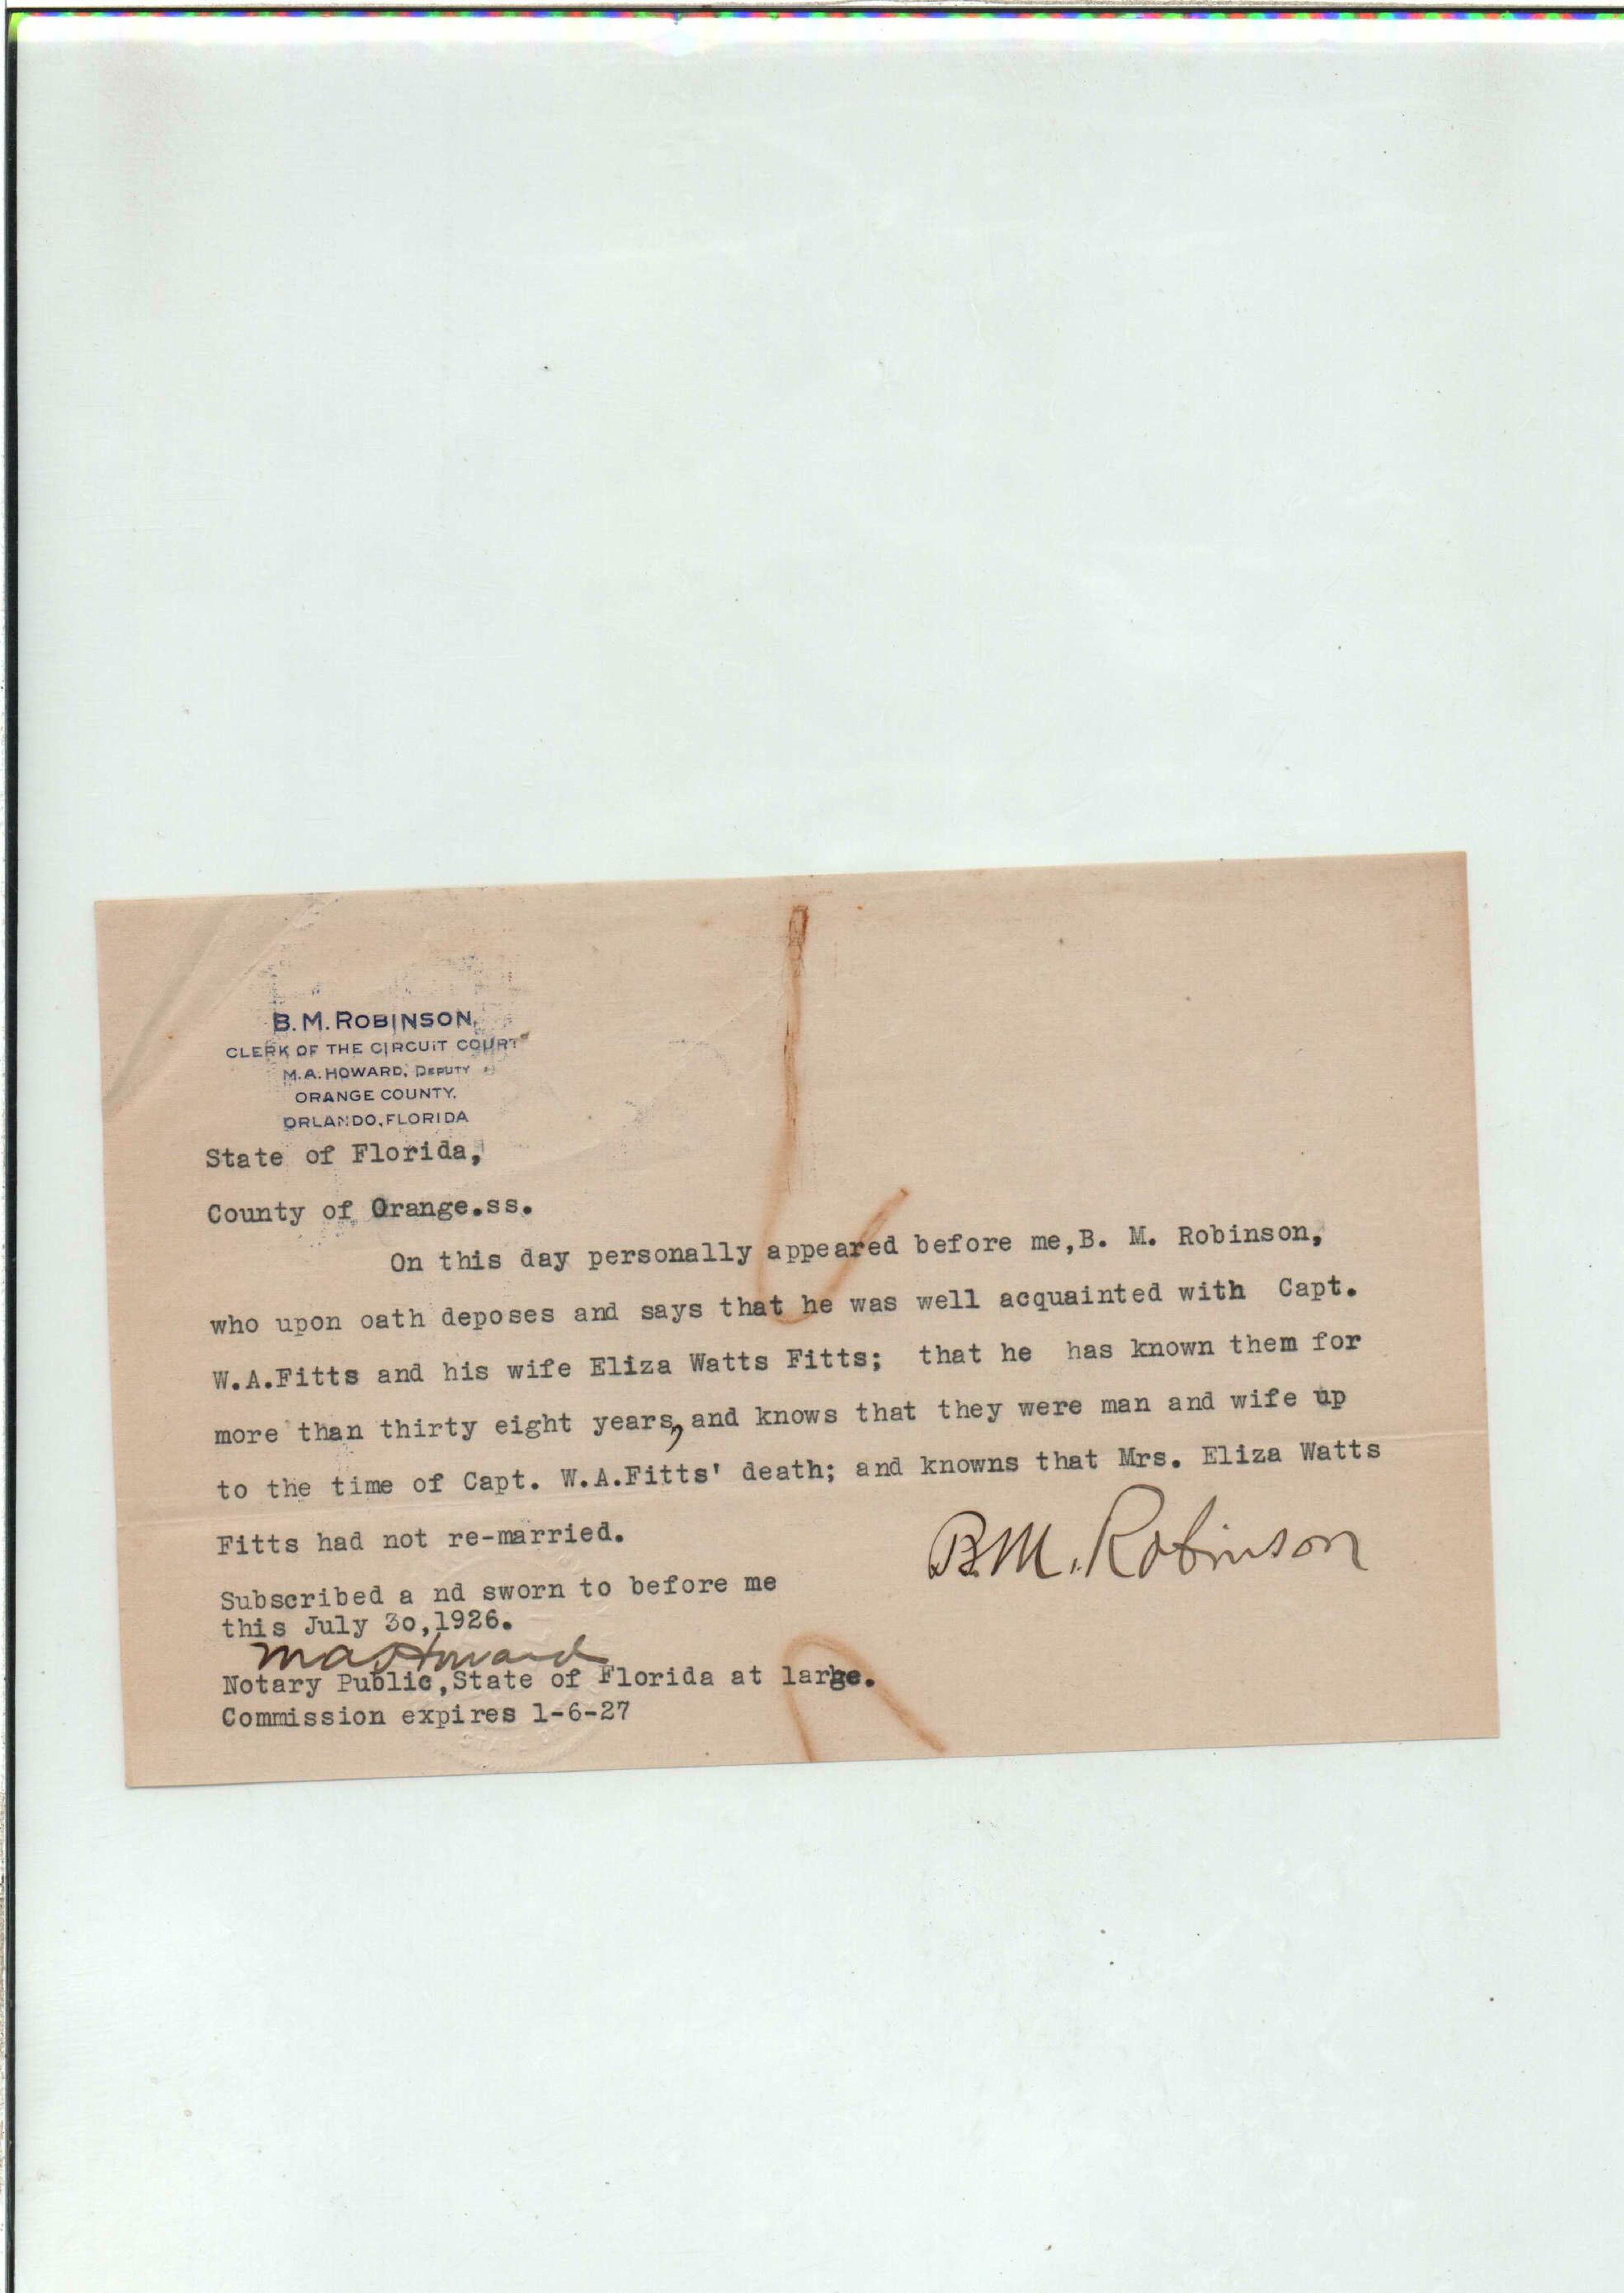 B. M. ROBINSON,
CLERK OF THE CIRCUIT COURT
M. A. HOWARD, DEPUTY
ORANGE COUNTY.
ORLANDO, FLORIDA
State of Florida,
County of Orange.ss.
On this day personally appeared before me,B. M. Robinson,
who upon oath deposes and says that he was well acquainted with Capt.
W.A.Fitts and his wife Eliza Watts Fitts; that he has known them for
more than thirty eight years, and knows that they were man and wife up
to the time of Capt. W.A.Fitts' death; and knowns that Mrs. Eliza Watts
Fitts had not re-married.
B.M. Robinson
Subscribed a nd sworn to before me
this July 3o,1926.
M A Howard
Notary Public,State of Florida at large.
Commission expires 1-6-27
STATE